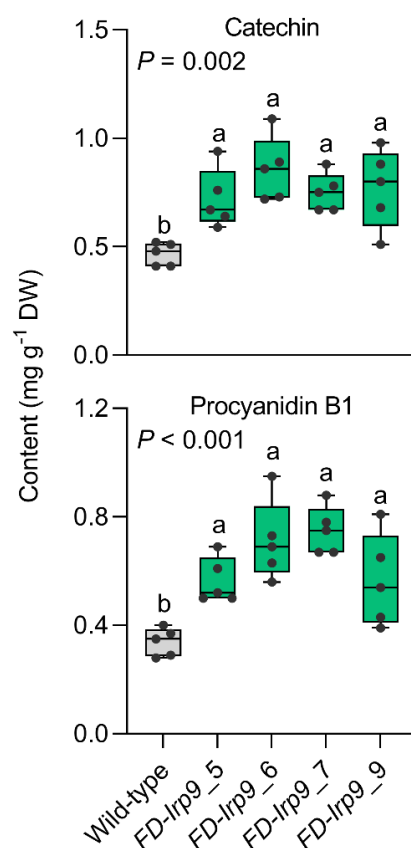 Content (mg g⁻¹ DW)
Catechin
P = 0.002
1.5
1.0
0.5
0.0
b
a
a
a
a
Procyanidin B1
P < 0.001
1.2
0.8
0.4
0.0
b
a
a
a
a
Wild-type
FD-lrp9_5
FD-lrp9_6
FD-lrp9_7
FD-lrp9_9